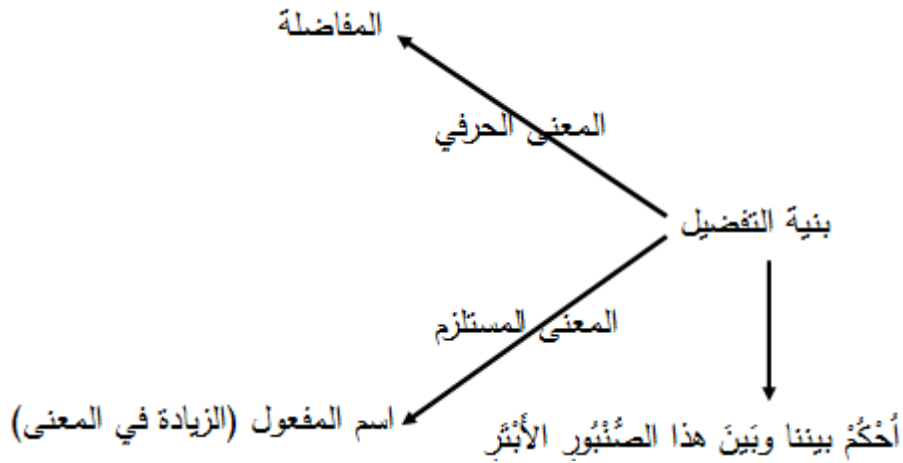 المفاضلة
المعنى الحرفي
بنية التفضيل
المعنى المستلزم
اسم المفعول (الزيادة في المعنى)
اُحْكُمْ بيننا وبَينَ هذا الصُّنْبُورِ الأَبْتَرِ